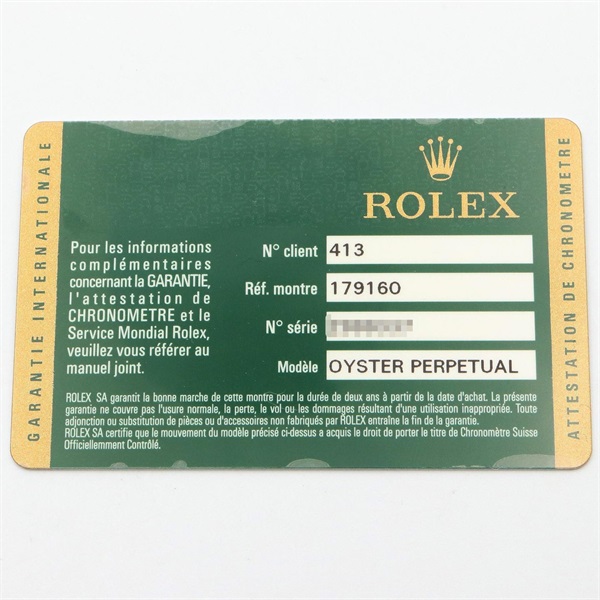 GARANTIE INTERNATIONALE
ROLEX
Pour les informations
complémentaires
concernant la GARANTIE,
l'attestation de
CHRONOMETRE et le
Service Mondial Rolex,
veuillez vous référer au
manuel joint.
N° client 413
Réf. montre 179160
N° série
Modèle OYSTER PERPETUAL
ROLEX SA garantit la bonne marche de cette montre pour la durée de deux ans à partir de la date d'achat. La présente
garantie ne couvre pas l'usure normale, la perte, le vol ou les dommages résultant d'une utilisation inappropriée. Toute
adjonction ou substitution de pièces ou d'accessoires non fabriqués par ROLEX entraîne la fin de la garantie.
ROLEX SA certifie que le mouvement du modèle précisé ci-dessus a acquis le droit de porter le titre de Chronomètre Suisse
Officiellement Contrôlé.
ATTESTATION DE CHRONOMETRE